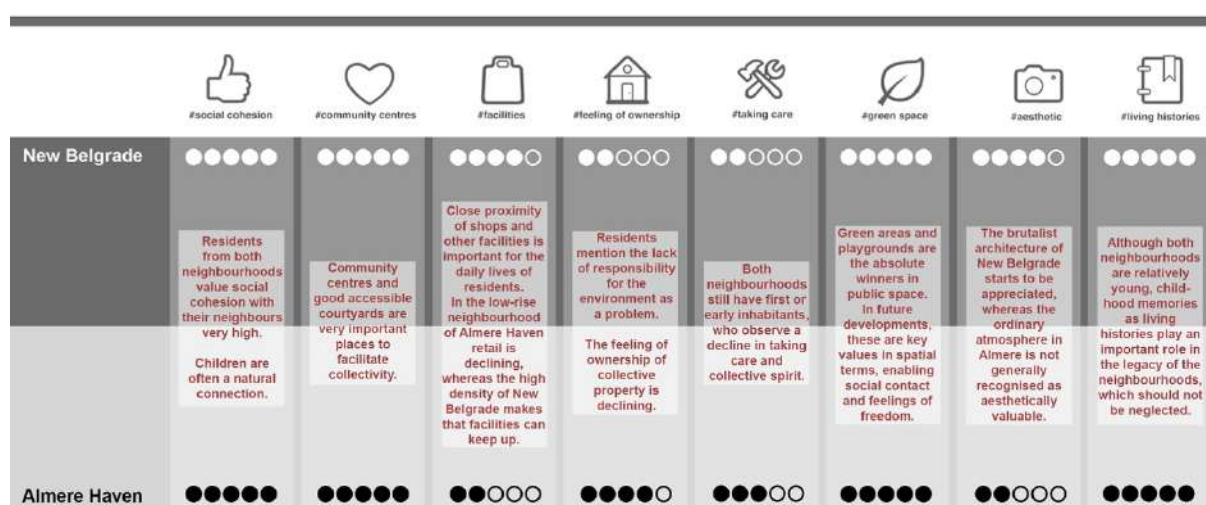 #social cohesion
#community centres
#facilities
#feeling of ownership
#taking care
#green space
#aesthetic
#living histories
New Belgrade
Residents
from both
neighbourhoods
value social
cohesion with
their neighbours
very high.
Children are
often a natural
connection.
Community
centres and
good accessible
courtyards are
very important
places to
facilitate
collectivity.
Close proximity
of shops and
other facilities is
important for the
daily lives of
residents.
In the low-rise
neighbourhood
of Almere Haven
retail is
declining,
whereas the high
density of New
Belgrade makes
that facilities can
keep up.
Residents
mention the lack
of responsibility
for the
environment as
a problem.
The feeling of
ownership of
collective
property is
declining.
Both
neighbourhoods
still have first or
early inhabitants,
who observe a
decline in taking
care and
collective spirit.
Green areas and
playgrounds are
the absolute
winners in
public space.
In future
developments,
these are key
values in spatial
terms, enabling
social contact
and feelings of
freedom.
The brutalist
architecture of
New Belgrade
starts to be
appreciated,
whereas the
ordinary
atmosphere in
Almere is not
generally
recognised as
aesthetically
valuable.
Although both
neighbourhoods
are relatively
young, child-
hood memories
as living
histories play an
important role in
the legacy of the
neighbourhoods,
which should not
be neglected.
Almere Haven